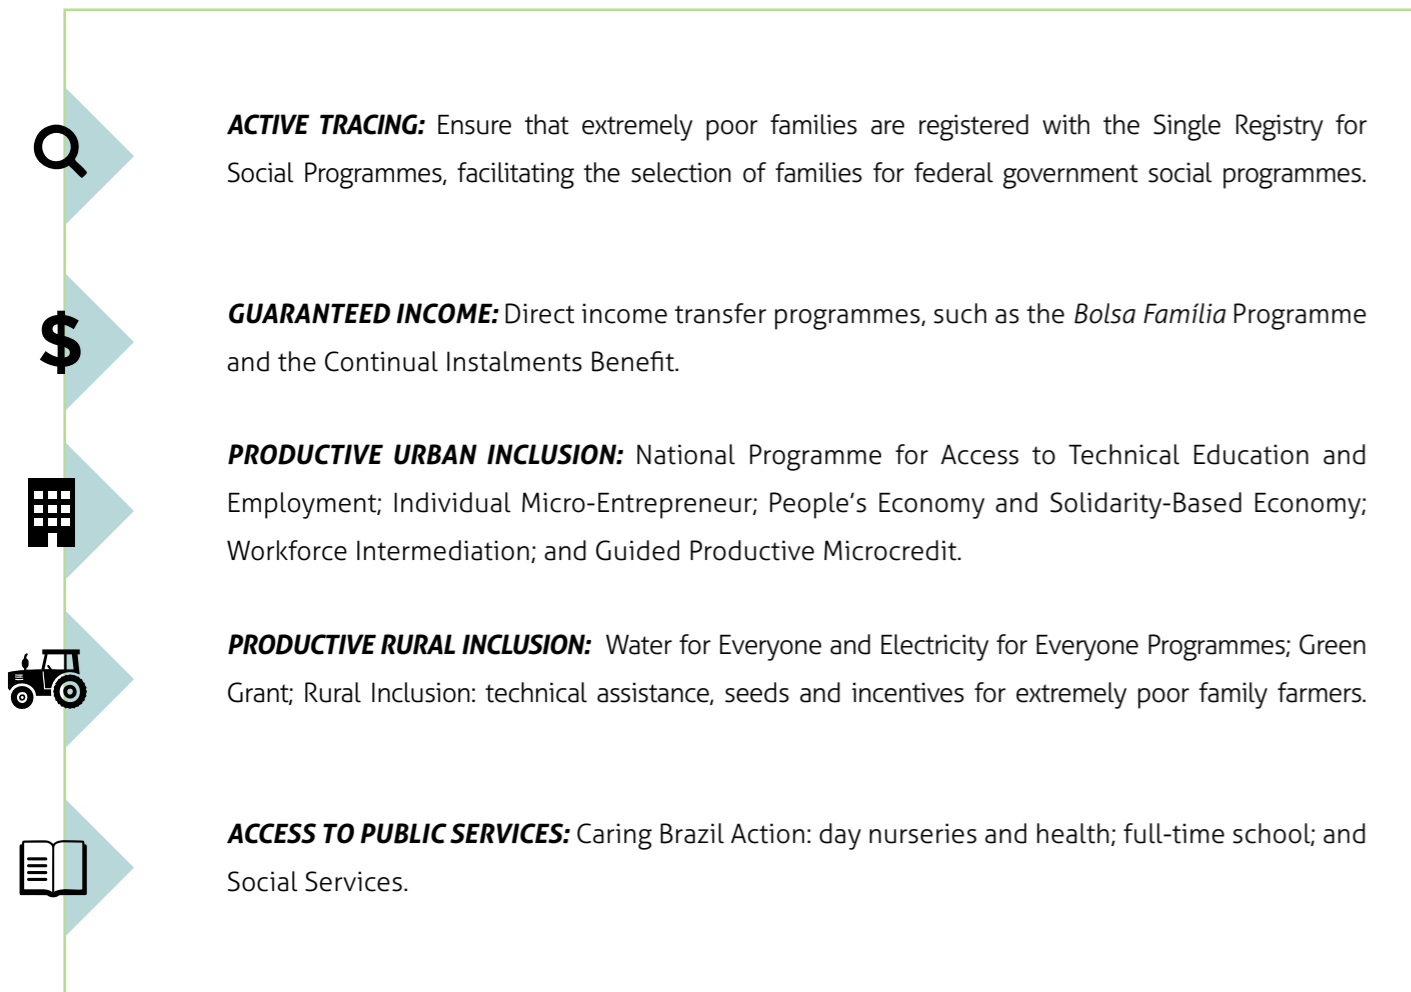 ACTIVE TRACING: Ensure that extremely poor families are registered with the Single Registry for
Social Programmes, facilitating the selection of families for federal government social programmes.
GUARANTEED INCOME: Direct income transfer programmes, such as the Bolsa Família Programme
and the Continual Instalments Benefit.
PRODUCTIVE URBAN INCLUSION: National Programme for Access to Technical Education and
Employment; Individual Micro-Entrepreneur; People’s Economy and Solidarity-Based Economy;
Workforce Intermediation; and Guided Productive Microcredit.
PRODUCTIVE RURAL INCLUSION: Water for Everyone and Electricity for Everyone Programmes; Green
Grant; Rural Inclusion: technical assistance, seeds and incentives for extremely poor family farmers.
ACCESS TO PUBLIC SERVICES: Caring Brazil Action: day nurseries and health; full-time school; and
Social Services.